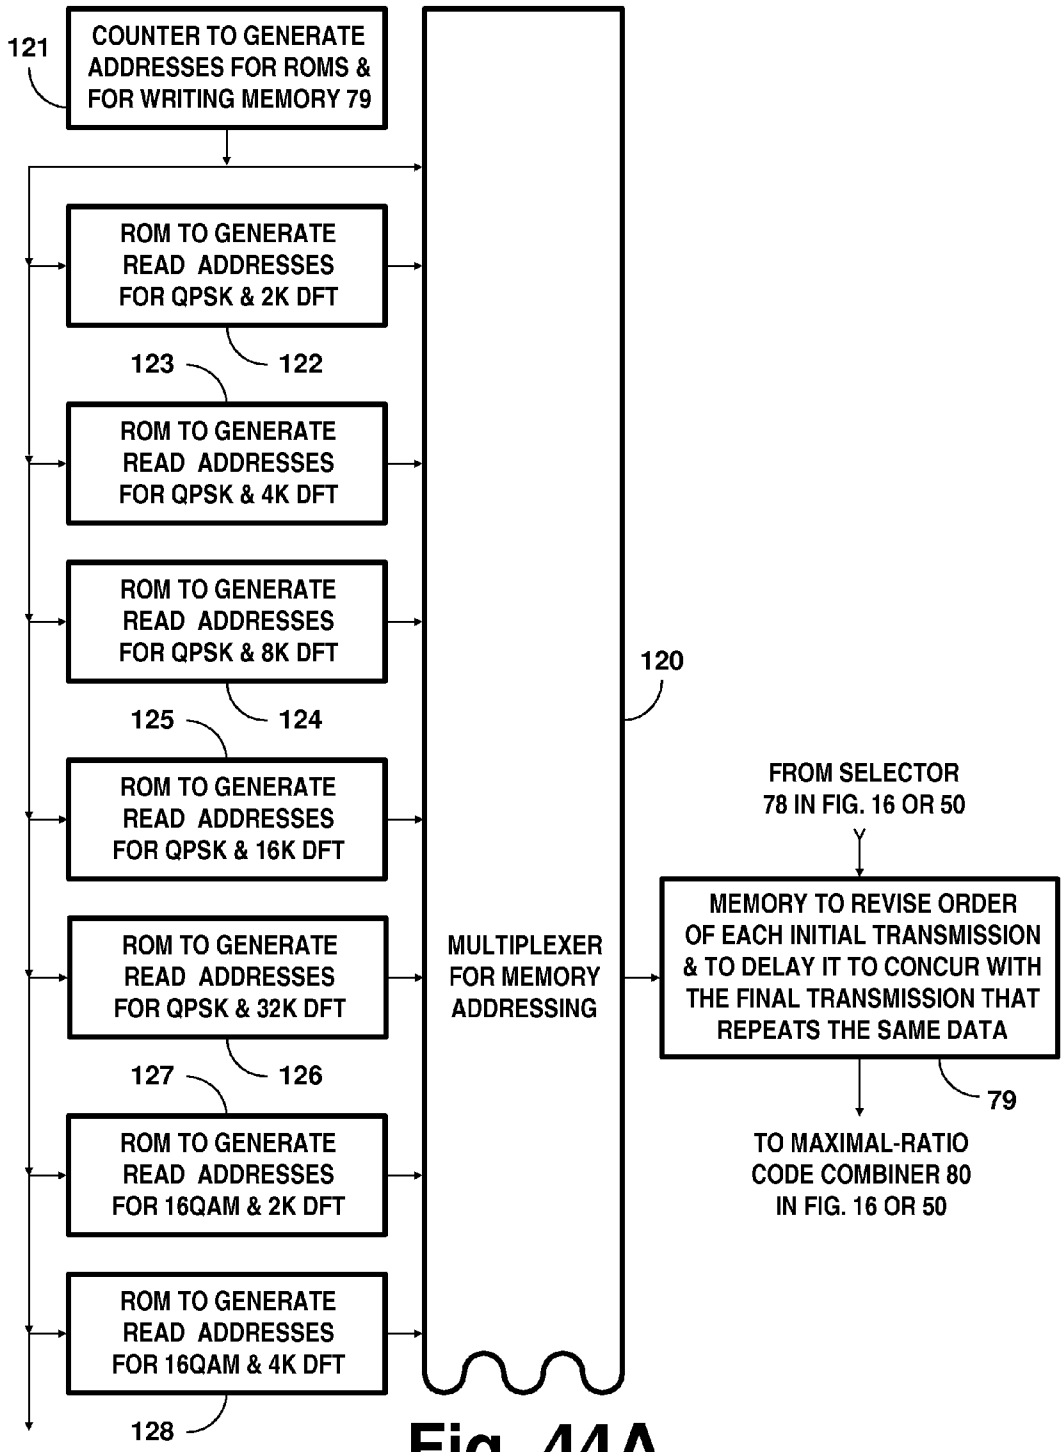 121
COUNTER TO GENERATE
ADDRESSES FOR ROMS &
FOR WRITING MEMORY 79
ROM TO GENERATE
READ ADDRESSES
FOR QPSK & 2K DFT
122
123
ROM TO GENERATE
READ ADDRESSES
FOR QPSK & 4K DFT
ROM TO GENERATE
READ ADDRESSES
FOR QPSK & 8K DFT
124
125
ROM TO GENERATE
READ ADDRESSES
FOR QPSK & 16K DFT
ROM TO GENERATE
READ ADDRESSES
FOR QPSK & 32K DFT
126
127
ROM TO GENERATE
READ ADDRESSES
FOR 16QAM & 2K DFT
ROM TO GENERATE
READ ADDRESSES
FOR 16QAM & 4K DFT
128
MULTIPLEXER
FOR MEMORY
ADDRESSING
120
FROM SELECTOR
78 IN FIG. 16 OR 50
MEMORY TO REVISE ORDER
OF EACH INITIAL TRANSMISSION
& TO DELAY IT TO CONCUR WITH
THE FINAL TRANSMISSION THAT
REPEATS THE SAME DATA
79
TO MAXIMAL-RATIO
CODE COMBINER 80
IN FIG. 16 OR 50
Fig. 44A